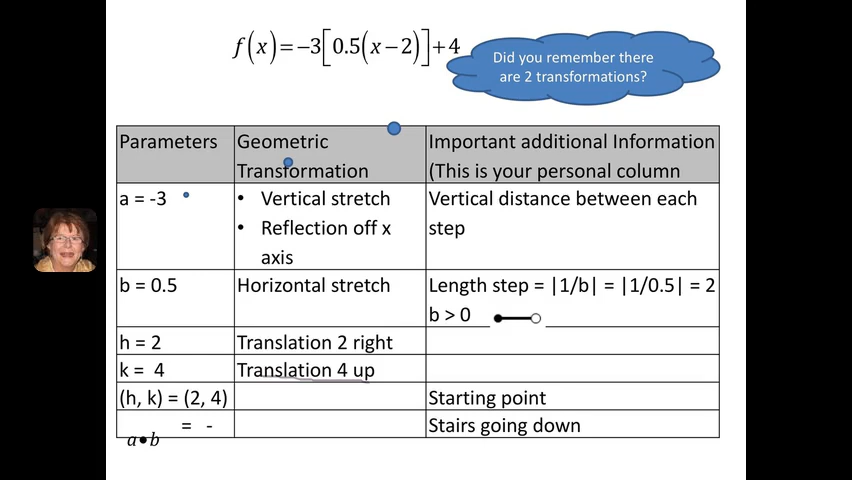 f(x)=−3[0.5(x−2)]+4
Did you remember there
are 2 transformations?
Parameters
Geometric
Transformation
Important additional Information
(This is your personal column
a = -3
• Vertical stretch
• Reflection off x
axis
Vertical distance between each
step
b = 0.5
Horizontal stretch
Length step = |1/b| = |1/0.5| = 2
b > 0
h = 2
Translation 2 right
k = 4
Translation 4 up
(h, k) = (2, 4)
Starting point
a•b = -
Stairs going down